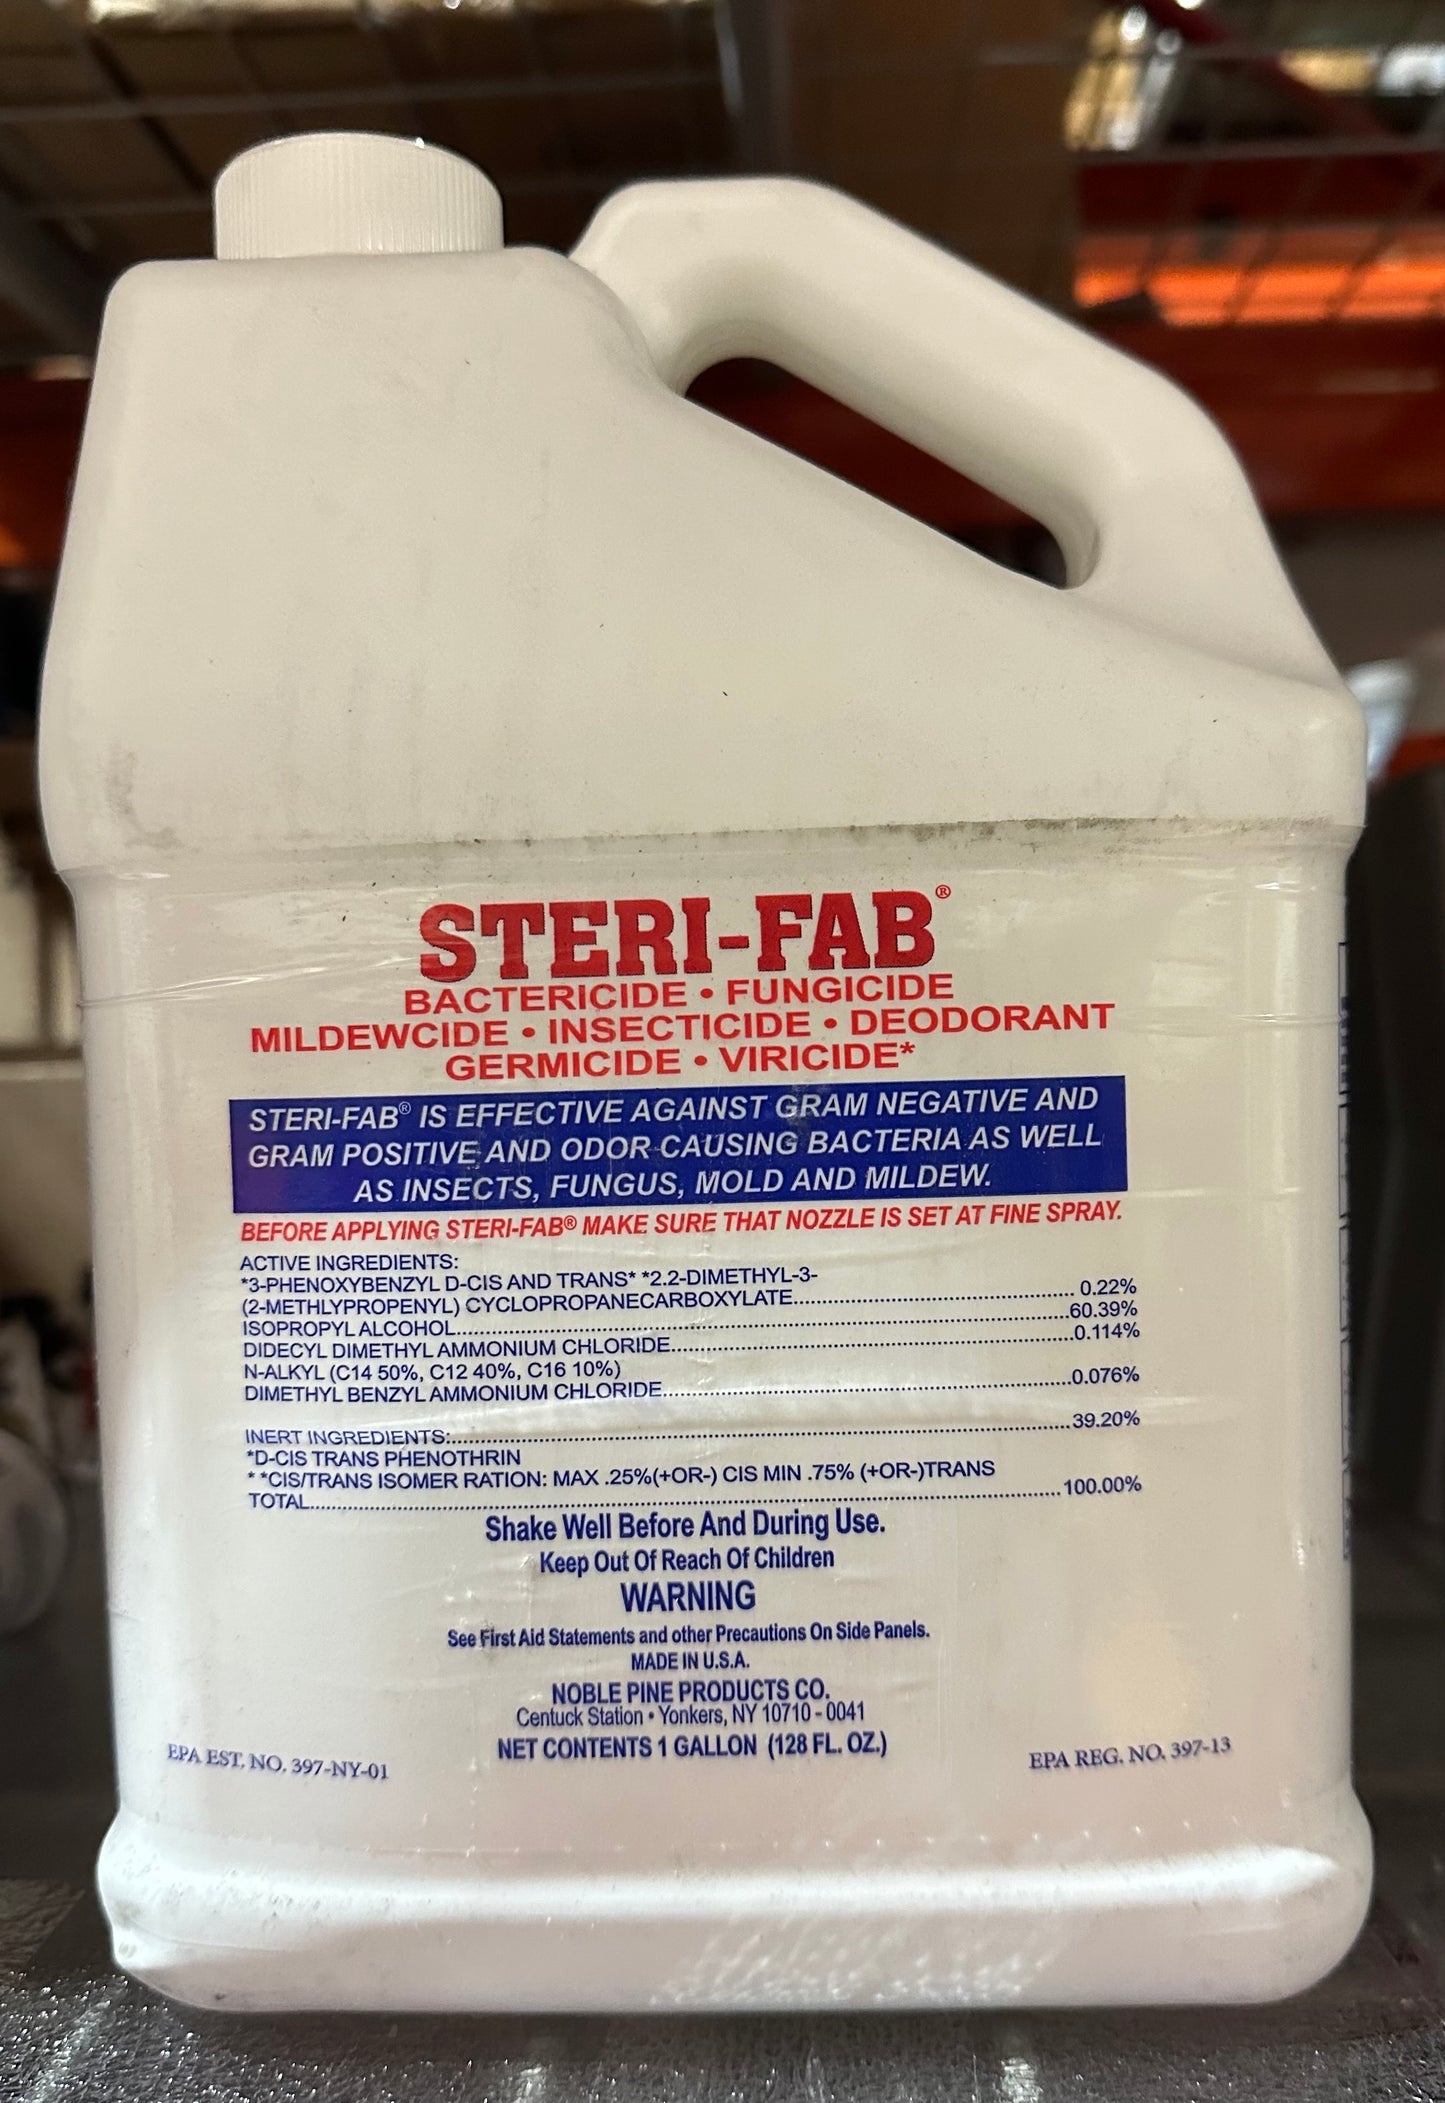 STERI-FAB®
BACTERICIDE • FUNGICIDE
MILDEWCIDE • INSECTICIDE • DEODORANT
GERMICIDE • VIRICIDE*
STERI-FAB® IS EFFECTIVE AGAINST GRAM NEGATIVE AND
GRAM POSITIVE AND ODOR-CAUSING BACTERIA AS WELL
AS INSECTS, FUNGUS, MOLD AND MILDEW.
BEFORE APPLYING STERI-FAB® MAKE SURE THAT NOZZLE IS SET AT FINE SPRAY.
ACTIVE INGREDIENTS:
*3-PHENOXYBENZYL D-CIS AND TRANS* *2.2-DIMETHYL-3-
(2-METHLYPROPENYL) CYCLOPROPANECARBOXYLATE.......... 0.22%
ISOPROPYL ALCOHOL..........60.39%
DIDECYL DIMETHYL AMMONIUM CHLORIDE..........0.114%
N-ALKYL (C14 50%, C12 40%, C16 10%)
DIMETHYL BENZYL AMMONIUM CHLORIDE..........0.076%
INERT INGREDIENTS:..........39.20%
*D-CIS TRANS PHENOTHRIN
* *CIS/TRANS ISOMER RATION: MAX .25%(+OR-) CIS MIN .75% (+OR-)TRANS
TOTAL..........100.00%
Shake Well Before And During Use.
Keep Out Of Reach Of Children
WARNING
See First Aid Statements and other Precautions On Side Panels.
MADE IN U.S.A.
NOBLE PINE PRODUCTS CO.
Centuck Station • Yonkers, NY 10710 - 0041
NET CONTENTS 1 GALLON (128 FL. OZ.)
EPA EST. NO. 397-NY-01
EPA REG. NO. 397-13